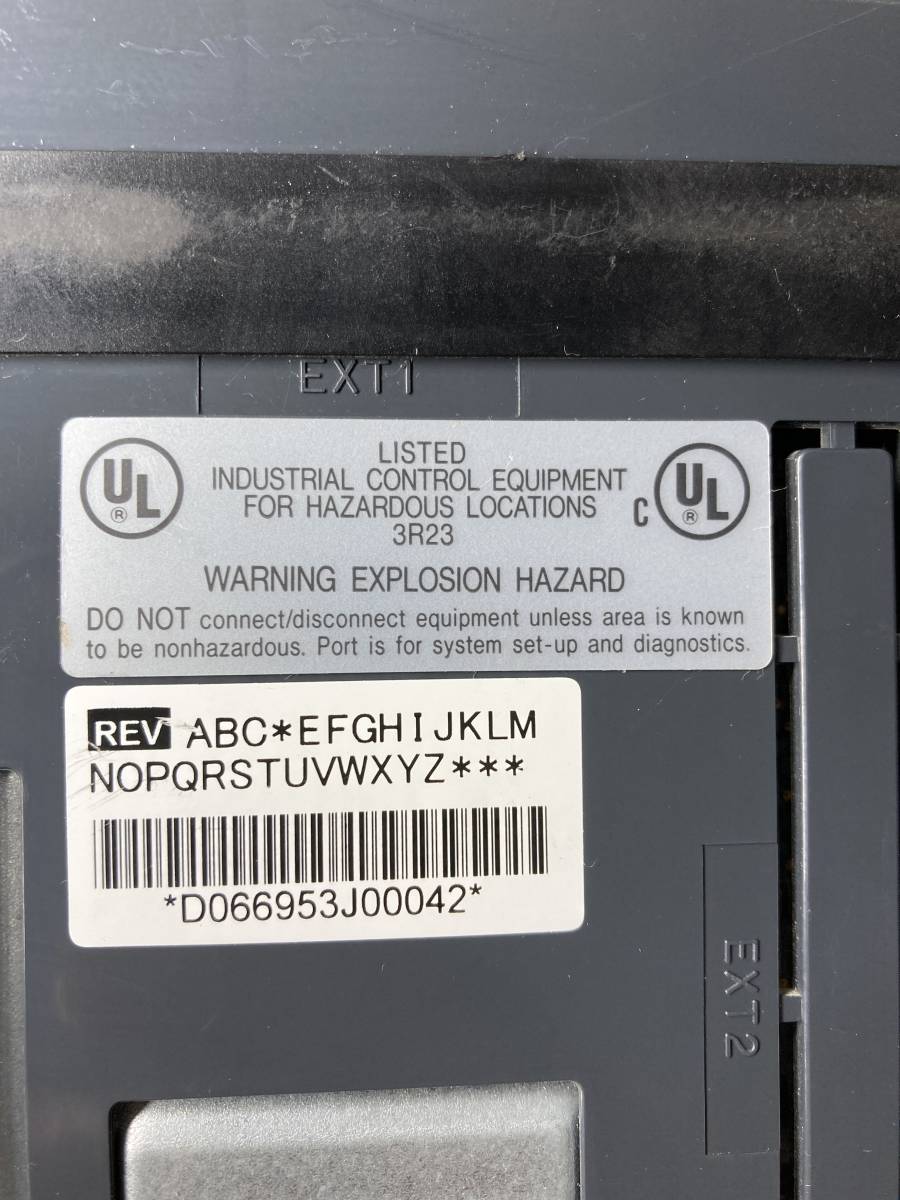 EXT1
LISTED
INDUSTRIAL CONTROL EQUIPMENT
FOR HAZARDOUS LOCATIONS
3R23
UL ®
C UL ®
WARNING EXPLOSION HAZARD
DO NOT connect/disconnect equipment unless area is known
to be nonhazardous. Port is for system set-up and diagnostics.
REV ABC*EFGHIJKLM
NOPQRSTUVWXYZ***
*D066953J00042*
EXT2